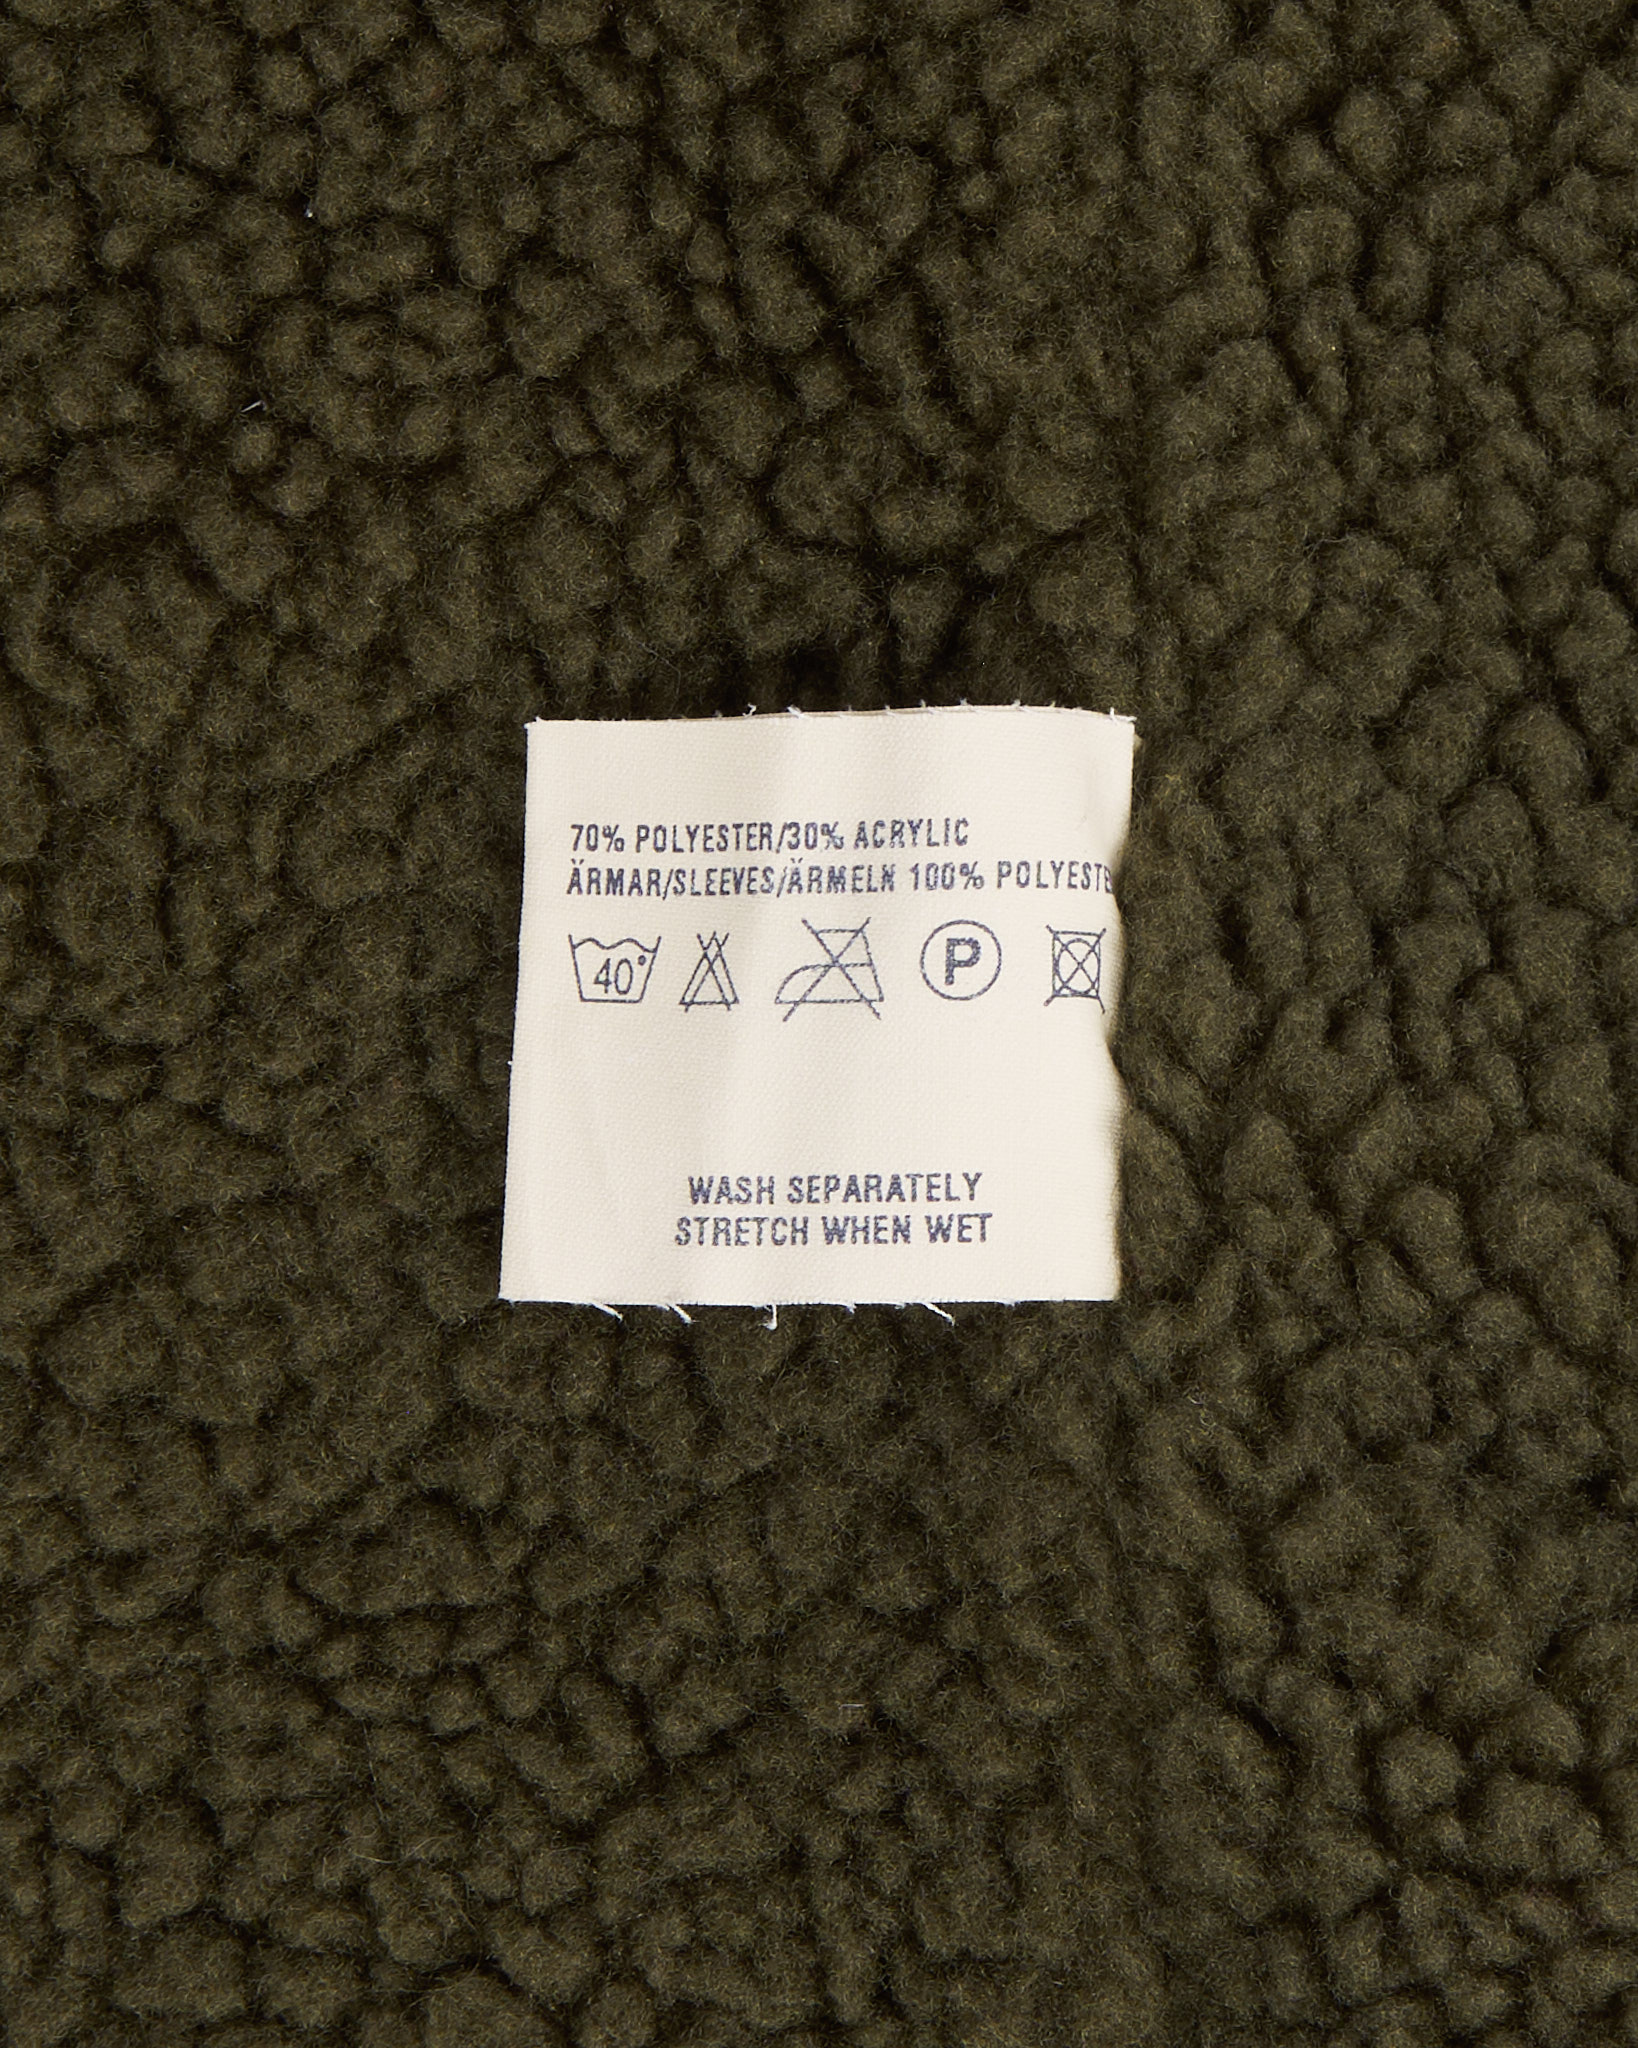 70% POLYESTER/30% ACRYLIC
ÄRMAR/SLEEVES/ÄRMELN 100% POLYESTE
40°
P
WASH SEPARATELY
STRETCH WHEN WET